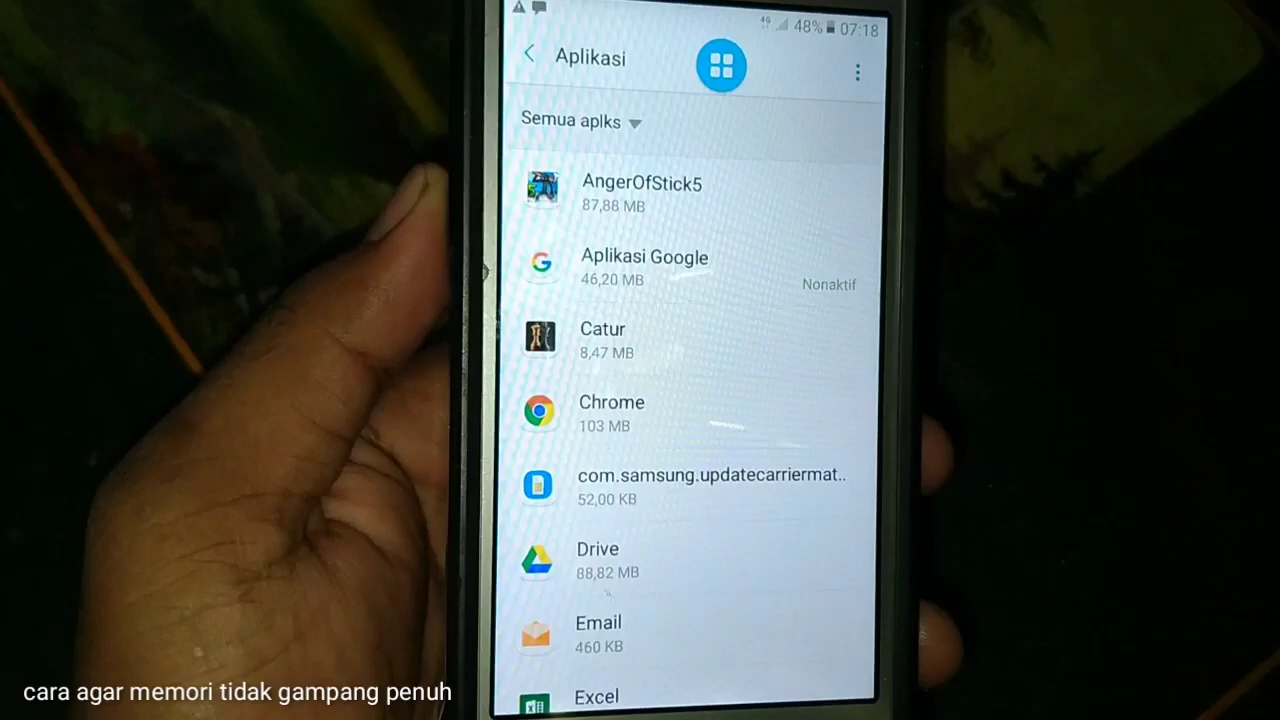 4G 48% 07:18
Aplikasi
Semua aplks
AngerOfStick5
87,88 MB
Aplikasi Google
46,20 MB
Nonaktif
Catur
8,47 MB
Chrome
103 MB
com.samsung.updatecarriermat..
52,00 KB
Drive
88,82 MB
Email
460 KB
Excel
cara agar memori tidak gampang penuh